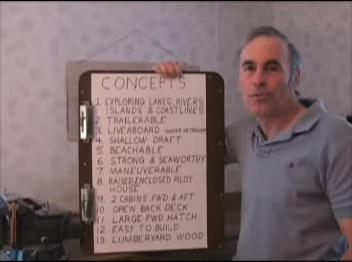 CONCEPTS
1. EXPLORING LAKES, RIVERS,
ISLANDS & COASTLINES
2. TRAILERABLE
3. LIVEABOARD
4. SHALLOW DRAFT
5. BEACHABLE
6. STRONG & SEAWORTHY
7. MANEUVERABLE
8. RAISED, ENCLOSED PILOT
HOUSE
9. 2 CABINS, FWD & AFT
10. OPEN BACK DECK
11. LARGE FWD HATCH
12. EASY TO BUILD
13. LUMBERYARD WOOD